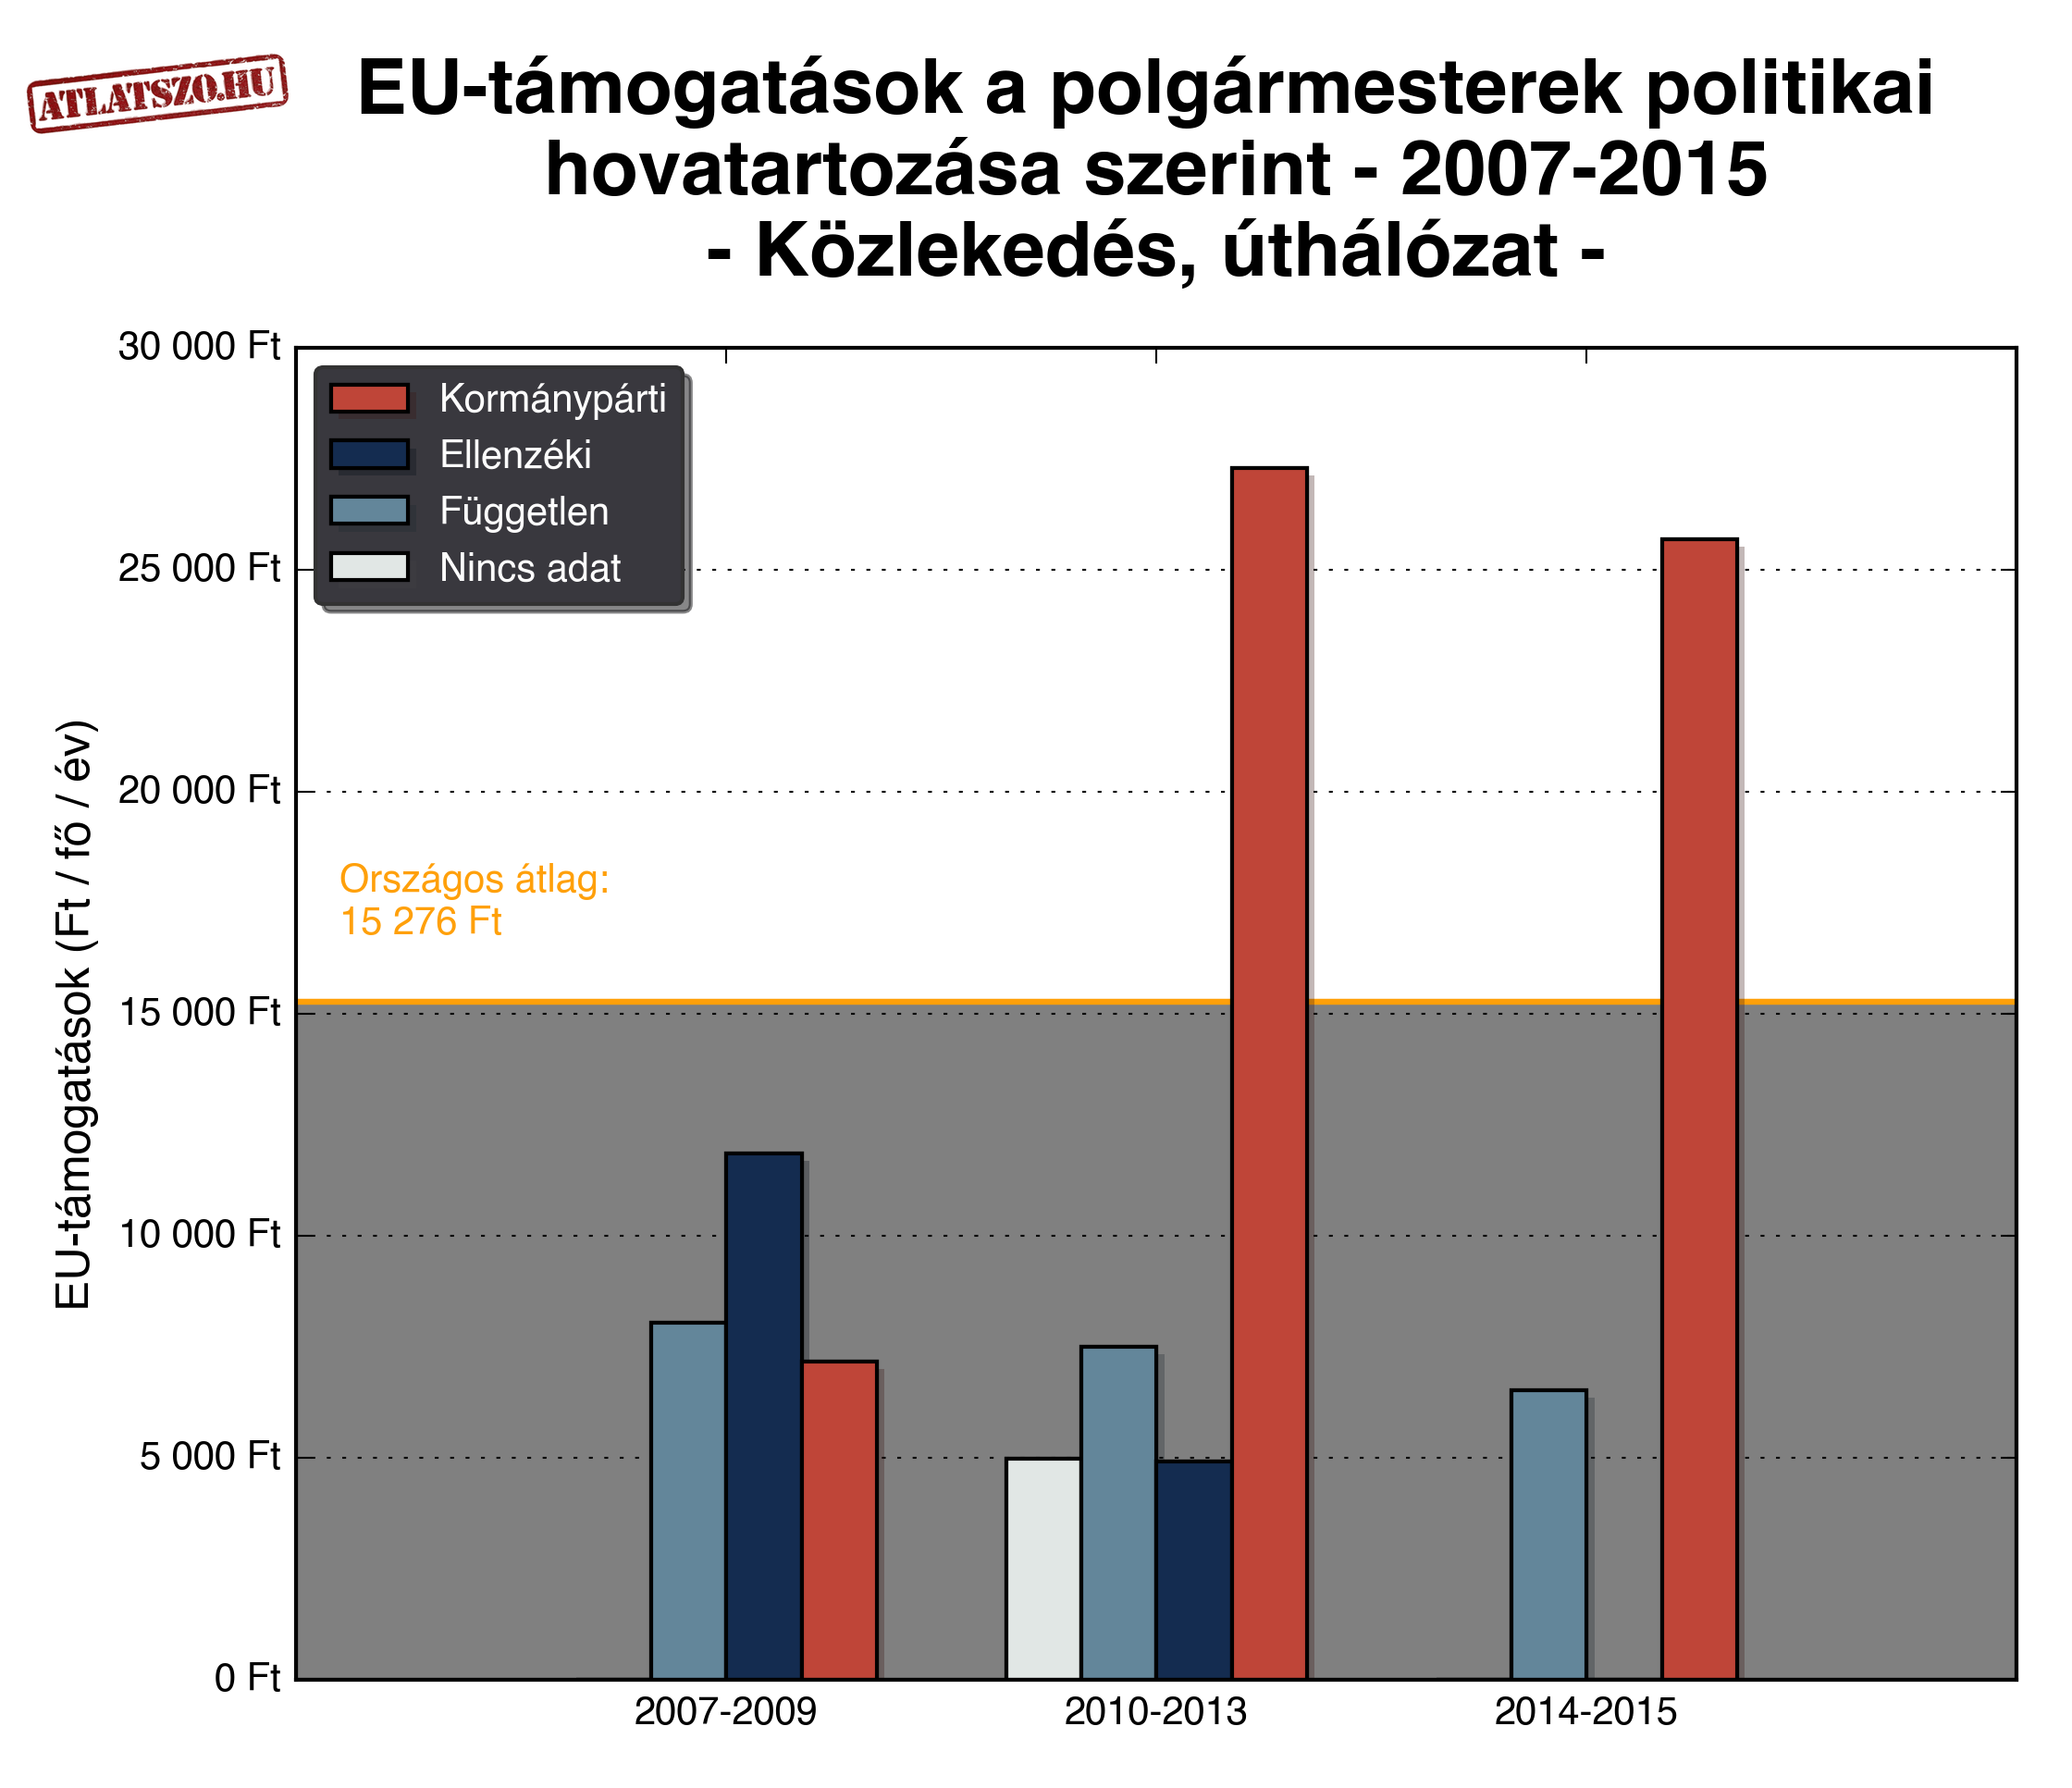 ATLATSZO.HU
EU-támogatások a polgármesterek politikai
hovatartozása szerint - 2007-2015
- Közlekedés, úthálózat -
30 000 Ft
25 000 Ft
20 000 Ft
15 000 Ft
10 000 Ft
5 000 Ft
0 Ft
EU-támogatások (Ft / fő / év)
Kormánypárti
Ellenzéki
Független
Nincs adat
Országos átlag:
15 276 Ft
2007-2009
2010-2013
2014-2015